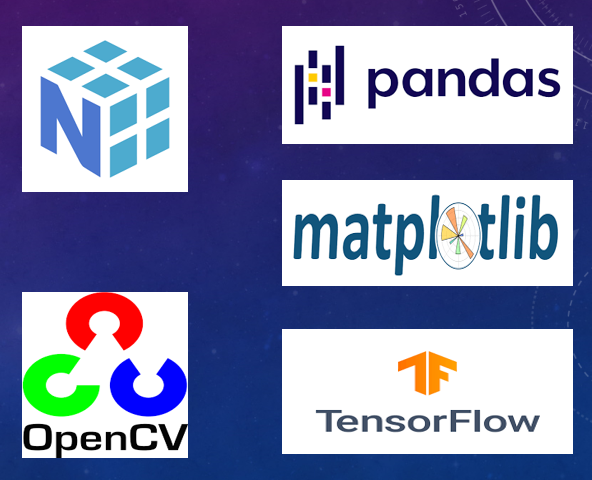 N
pandas
matplotlib
OpenCV
TensorFlow